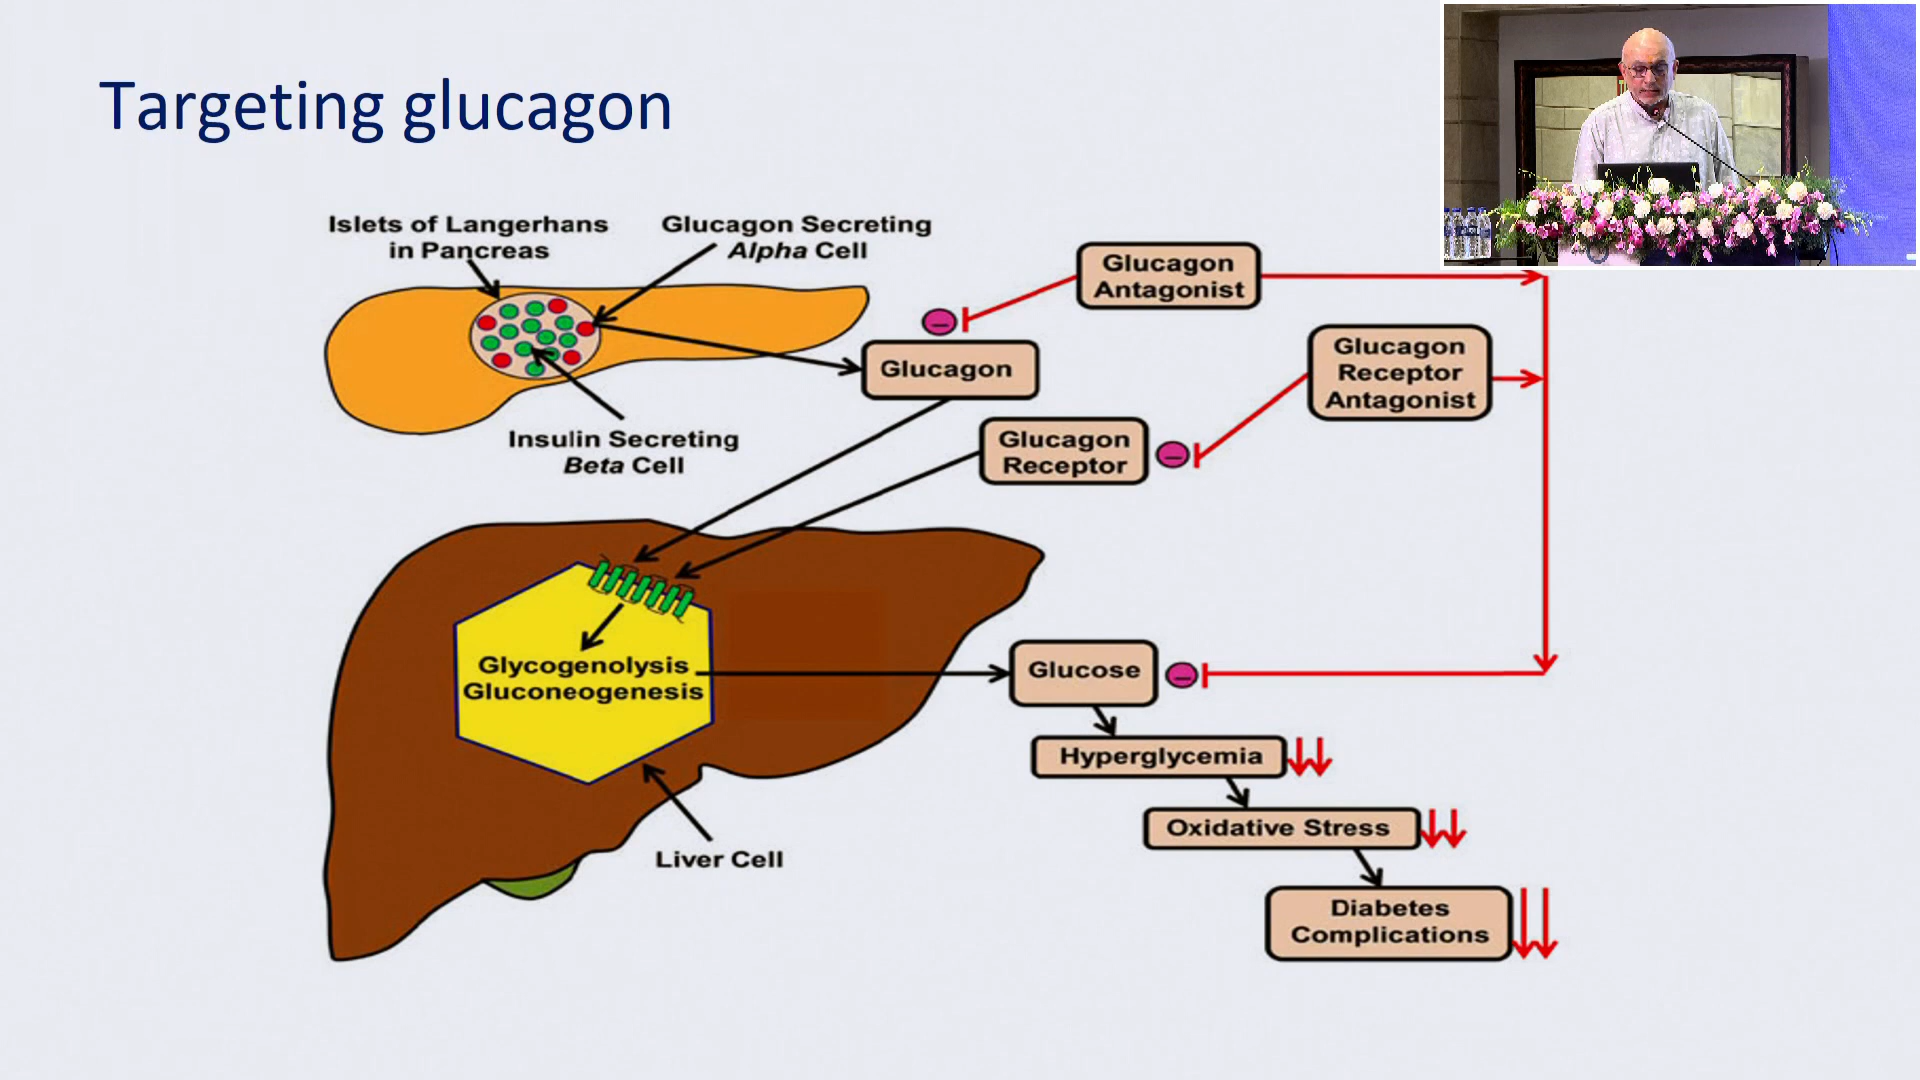 Targeting glucagon
Islets of Langerhans
in Pancreas
Glucagon Secreting
Alpha Cell
Glucagon
Antagonist
Glucagon
Receptor
Antagonist
Glucagon
Glucagon
Receptor
Insulin Secreting
Beta Cell
Glycogenolysis
Gluconeogenesis
Glucose
Hyperglycemia
Oxidative Stress
Liver Cell
Diabetes
Complications